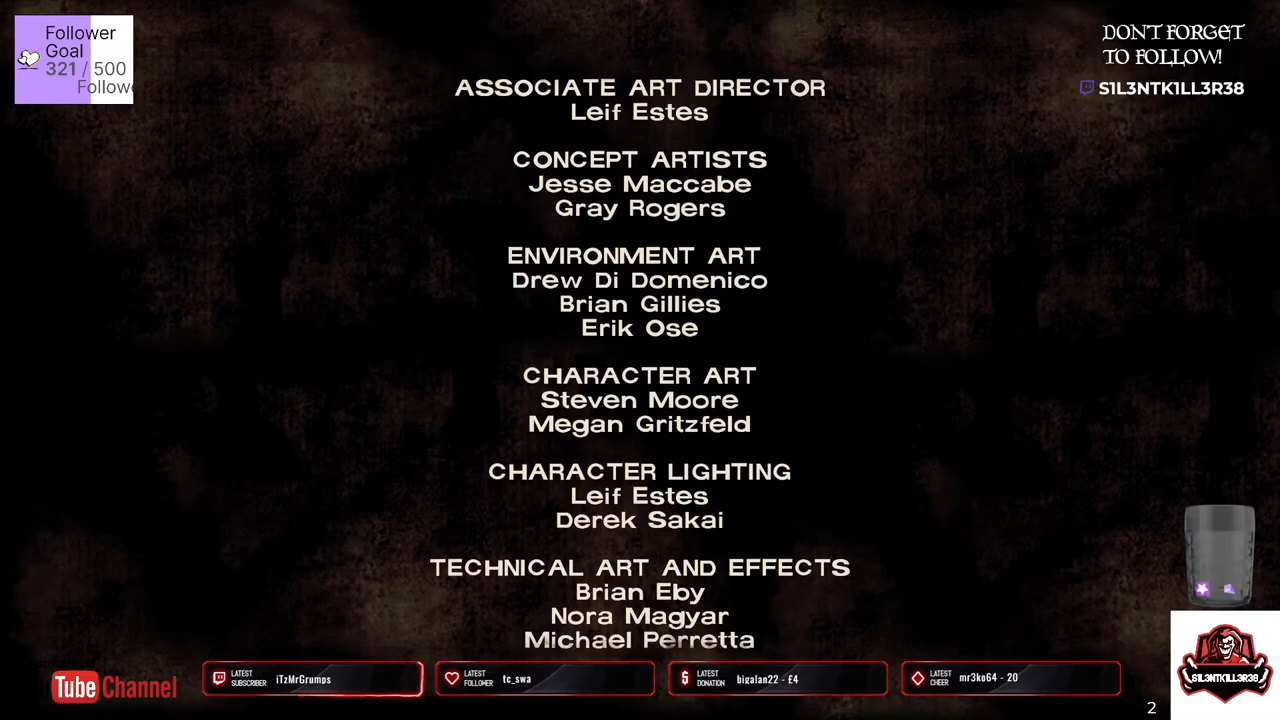 Follower
Goal
321 / 500
Followe
DON'T FORGET
TO FOLLOW!
S1L3NTK1LL3R38
ASSOCIATE ART DIRECTOR
Leif Estes
CONCEPT ARTISTS
Jesse Maccabe
Gray Rogers
ENVIRONMENT ART
Drew Di Domenico
Brian Gillies
Erik Ose
CHARACTER ART
Steven Moore
Megan Gritzfeld
CHARACTER LIGHTING
Leif Estes
Derek Sakai
TECHNICAL ART AND EFFECTS
Brian Eby
Nora Magyar
Michael Perretta
Tube Channel
LATEST SUBSCRIBER iTzMrGrumps
LATEST FOLLOWER tc_swa
LATEST DONATION bigalan22 - £4
LATEST CHEER mr3ko64 - 20
S1L3NTK1LL3R38
2